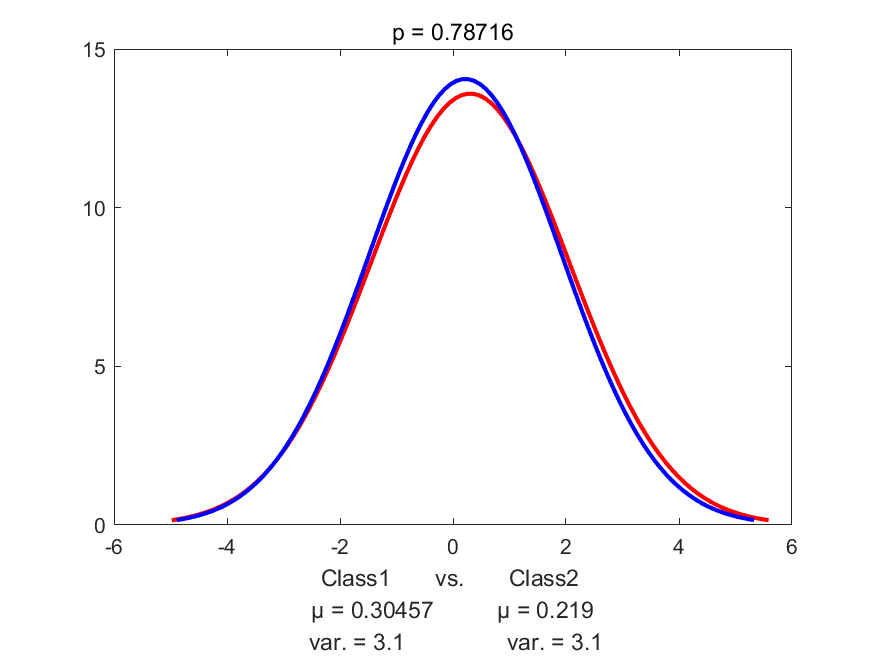 p = 0.78716
15
10
5
0
-6 -4 -2 0 2 4 6
Class1 vs. Class2
μ = 0.30457 μ = 0.219
var. = 3.1 var. = 3.1